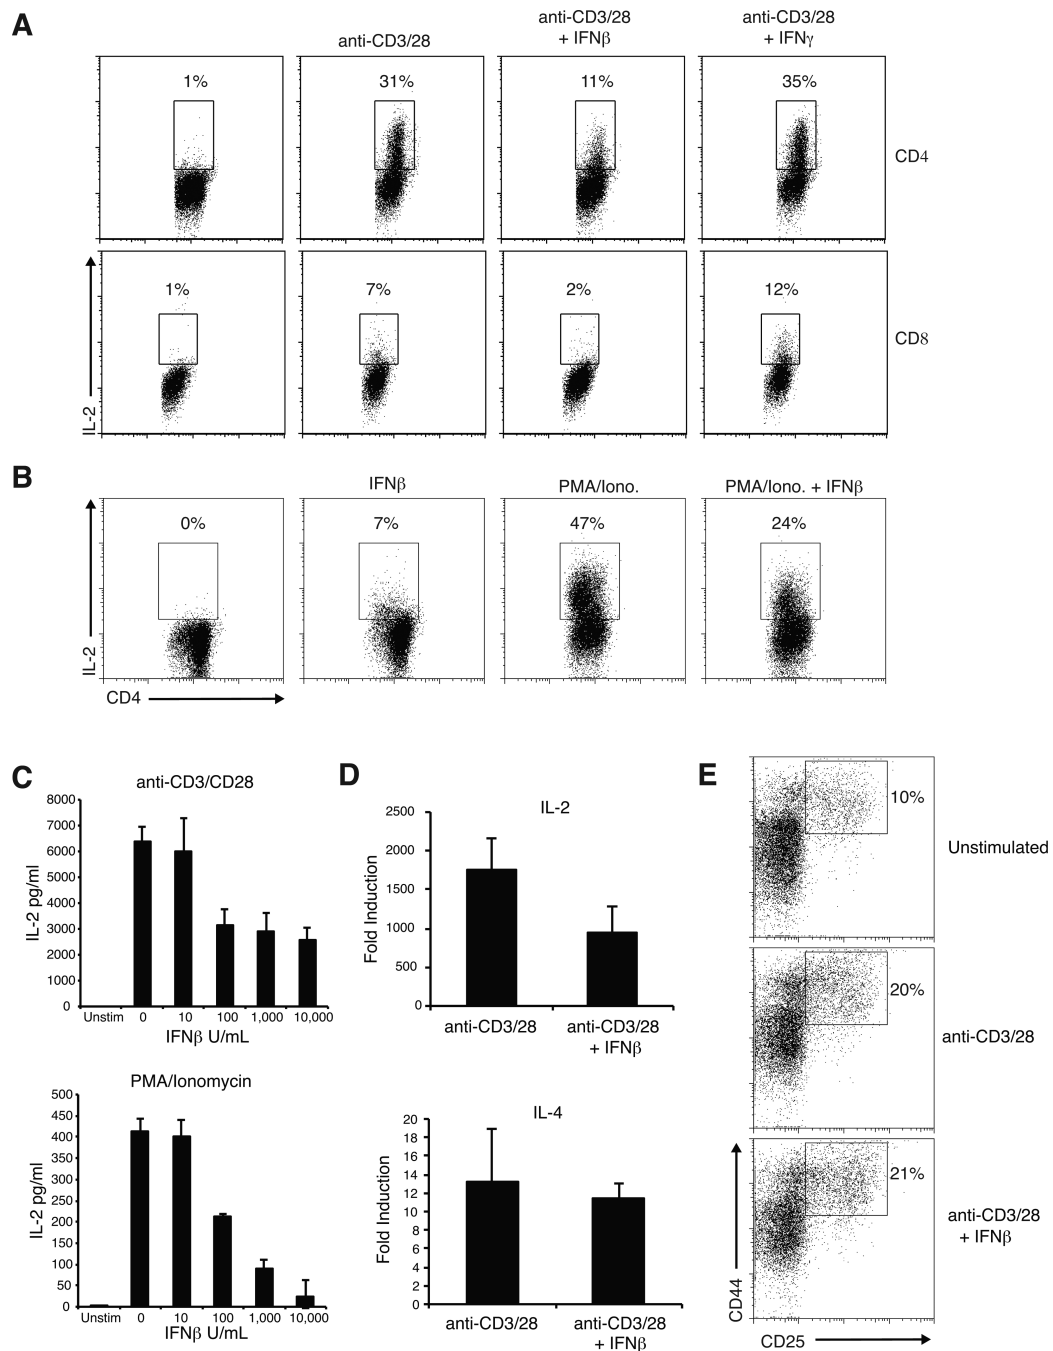 A
anti-CD3/28
anti-CD3/28
+ IFNβ
anti-CD3/28
+ IFNγ
1%
31%
11%
35%
CD4
1%
7%
2%
12%
CD8
IL-2
B
IFNβ
PMA/Iono.
PMA/Iono. + IFNβ
0%
7%
47%
24%
IL-2
CD4
C
anti-CD3/CD28
8000
7000
6000
5000
4000
3000
2000
1000
0
IL-2 pg/ml
Unstim 0 10 100 1,000 10,000
IFNβ U/mL
PMA/Ionomycin
500
450
400
350
300
250
200
150
100
50
0
IL-2 pg/ml
Unstim 0 10 100 1,000 10,000
IFNβ U/mL
D
IL-2
2500
2000
1500
1000
500
0
Fold Induction
anti-CD3/28
anti-CD3/28
+ IFNβ
IL-4
20
18
16
14
12
10
8
6
4
2
0
Fold Induction
anti-CD3/28
anti-CD3/28
+ IFNβ
E
10%
Unstimulated
20%
anti-CD3/28
21%
anti-CD3/28
+ IFNβ
CD44
CD25